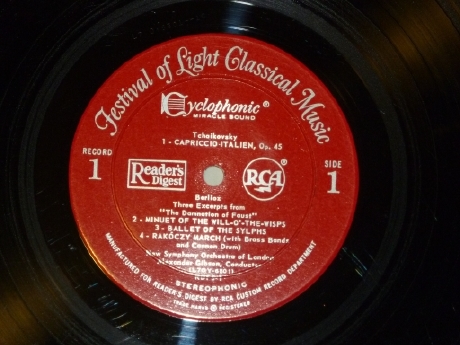 Festival of Light Classical Music
Cyclophonic®
MIRACLE SOUND
Tchaikovsky
1 - CAPRICCIO-ITALIEN, Op. 45
RECORD
1
SIDE
1
Reader's
Digest
RCA
®
Berlioz
Three Excerpts from
"The Damnation of Faust"
2 - MINUET OF THE WILL-O'-THE-WISPS
3 - BALLET OF THE SYLPHS
4 - RAKÓCZY MARCH (with Brass Bands
and Cannon Drum)
New Symphony Orchestra of London
Alexander Gibson, Conductor
STEREOPHONIC
MANUFACTURED FOR READER'S DIGEST BY RCA CUSTOM RECORD DEPARTMENT
TRADE MARKS ® REGISTERED